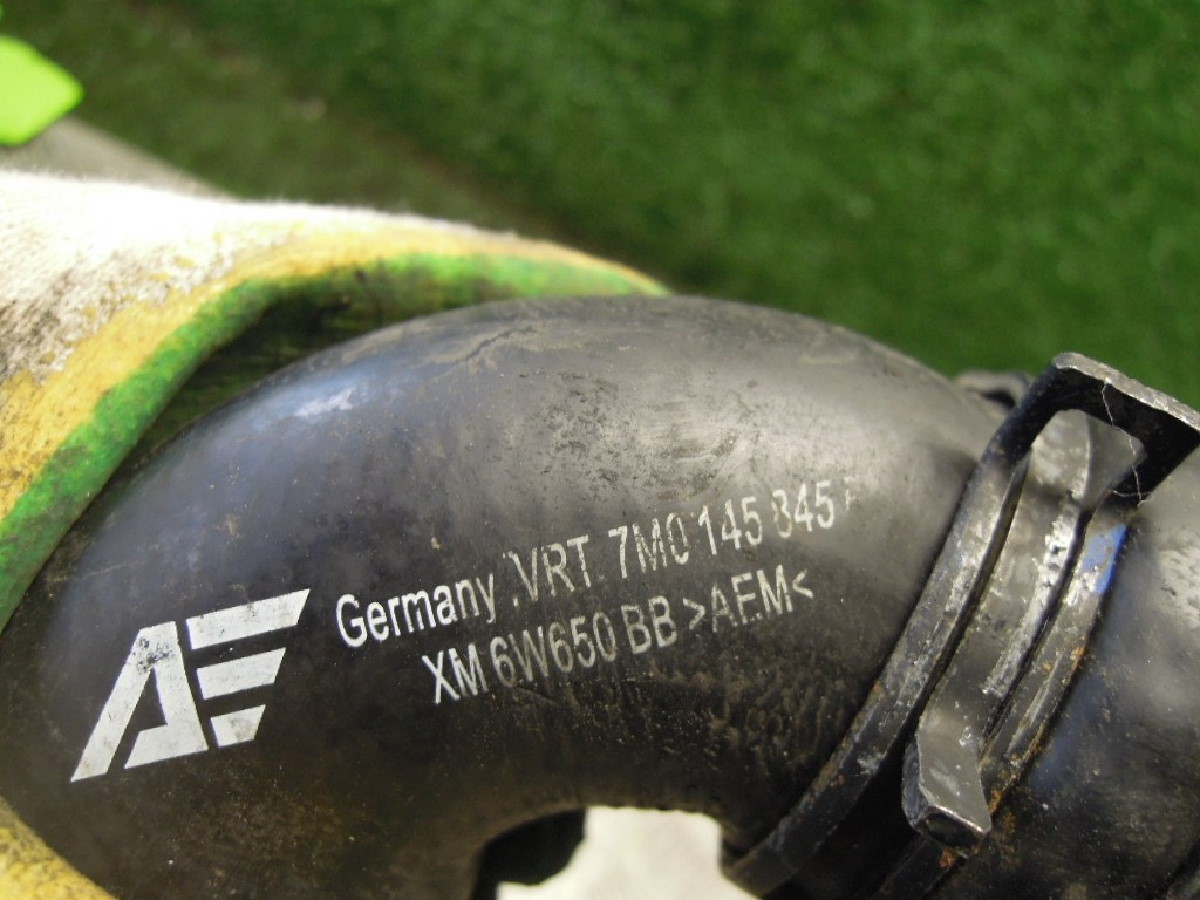 AE
Germany .VRT. 7M0 145 845
XM 6W650 BB >AEM<